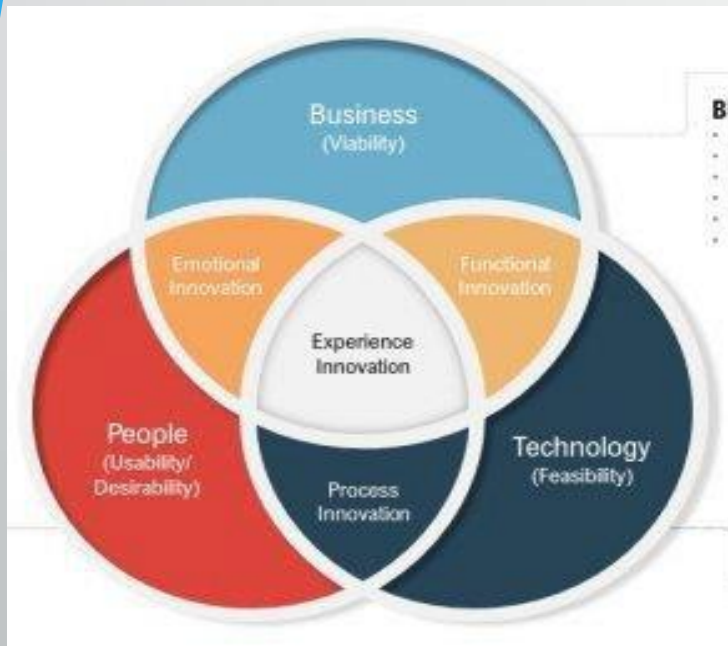 Business
(Viability)
B
Emotional
Innovation
Functional
Innovation
Experience
Innovation
People
(Usability/
Desirability)
Technology
(Feasibility)
Process
Innovation